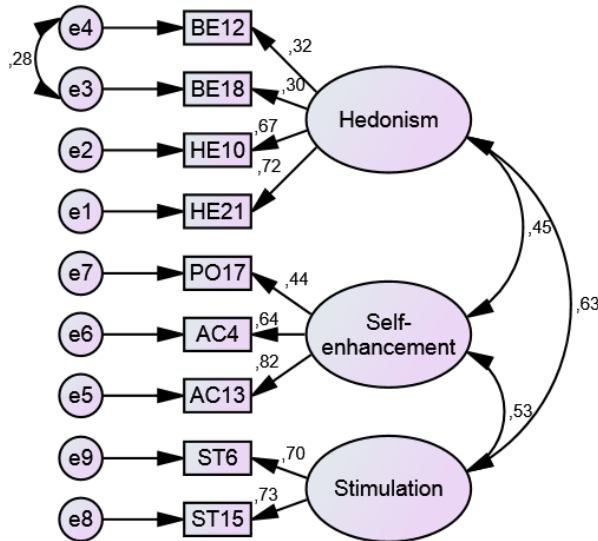 e4
BE12
,32
,28
e3
BE18
,30
Hedonism
e2
HE10
,67
e1
HE21
,72
,45
e7
PO17
,44
,63
e6
AC4
,64
Self-
enhancement
e5
AC13
,82
,53
e9
ST6
,70
Stimulation
e8
ST15
,73